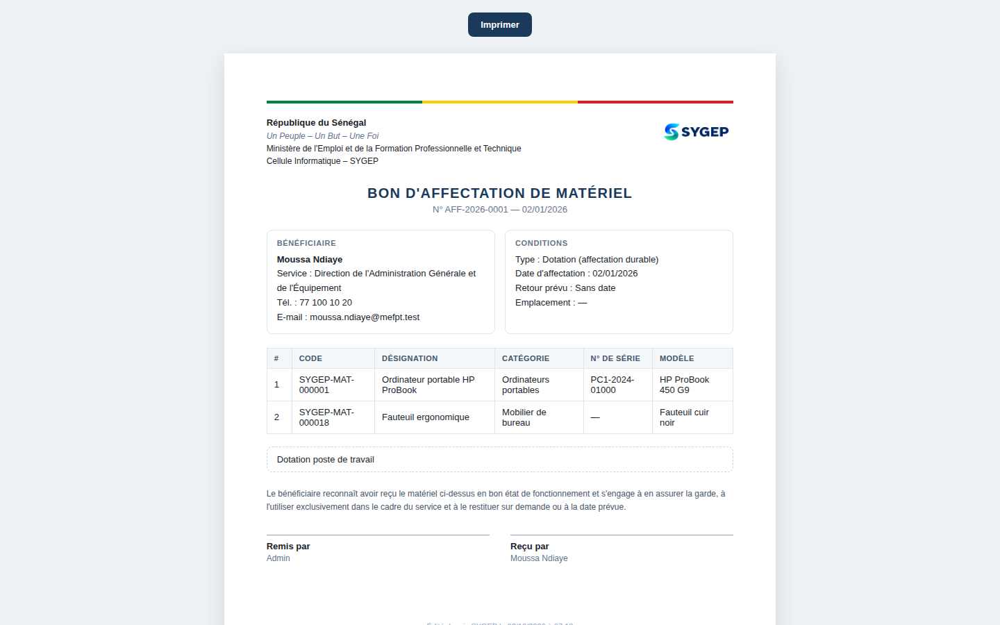 Imprimer
République du Sénégal
Un Peuple – Un But – Une Foi
Ministère de l'Emploi et de la Formation Professionnelle et Technique
Cellule Informatique – SYGEP
SYGEP
BON D'AFFECTATION DE MATÉRIEL
N° AFF-2026-0001 — 02/01/2026
BÉNÉFICIAIRE
Moussa Ndiaye
Service : Direction de l'Administration Générale et
de l'Équipement
Tél. : 77 100 10 20
E-mail : moussa.ndiaye@mefpt.test
CONDITIONS
Type : Dotation (affectation durable)
Date d'affectation : 02/01/2026
Retour prévu : Sans date
Emplacement : —
# CODE DÉSIGNATION CATÉGORIE N° DE SÉRIE MODÈLE
1 SYGEP-MAT-000001 Ordinateur portable HP ProBook Ordinateurs portables PC1-2024-01000 HP ProBook 450 G9
2 SYGEP-MAT-000018 Fauteuil ergonomique Mobilier de bureau — Fauteuil cuir noir
Dotation poste de travail
Le bénéficiaire reconnaît avoir reçu le matériel ci-dessus en bon état de fonctionnement et s'engage à en assurer la garde, à
l'utiliser exclusivement dans le cadre du service et à le restituer sur demande ou à la date prévue.
Remis par
Admin
Reçu par
Moussa Ndiaye